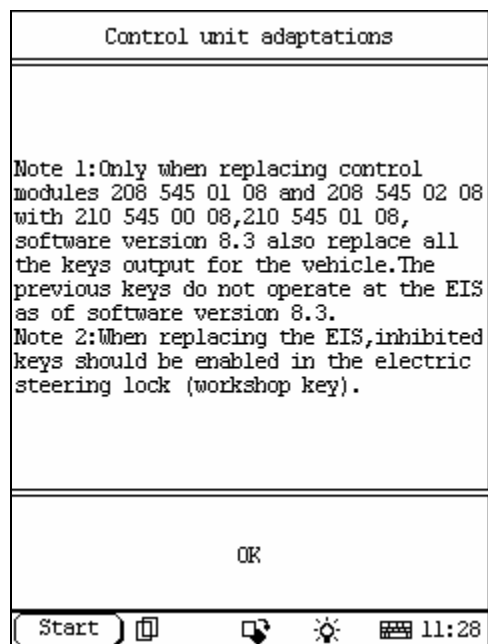 Control unit adaptations
Note 1:Only when replacing control
modules 208 545 01 08 and 208 545 02 08
with 210 545 00 08,210 545 01 08,
software version 8.3 also replace all
the keys output for the vehicle.The
previous keys do not operate at the EIS
as of software version 8.3.
Note 2:When replacing the EIS,inhibited
keys should be enabled in the electric
steering lock (workshop key).
OK
Start 11:28